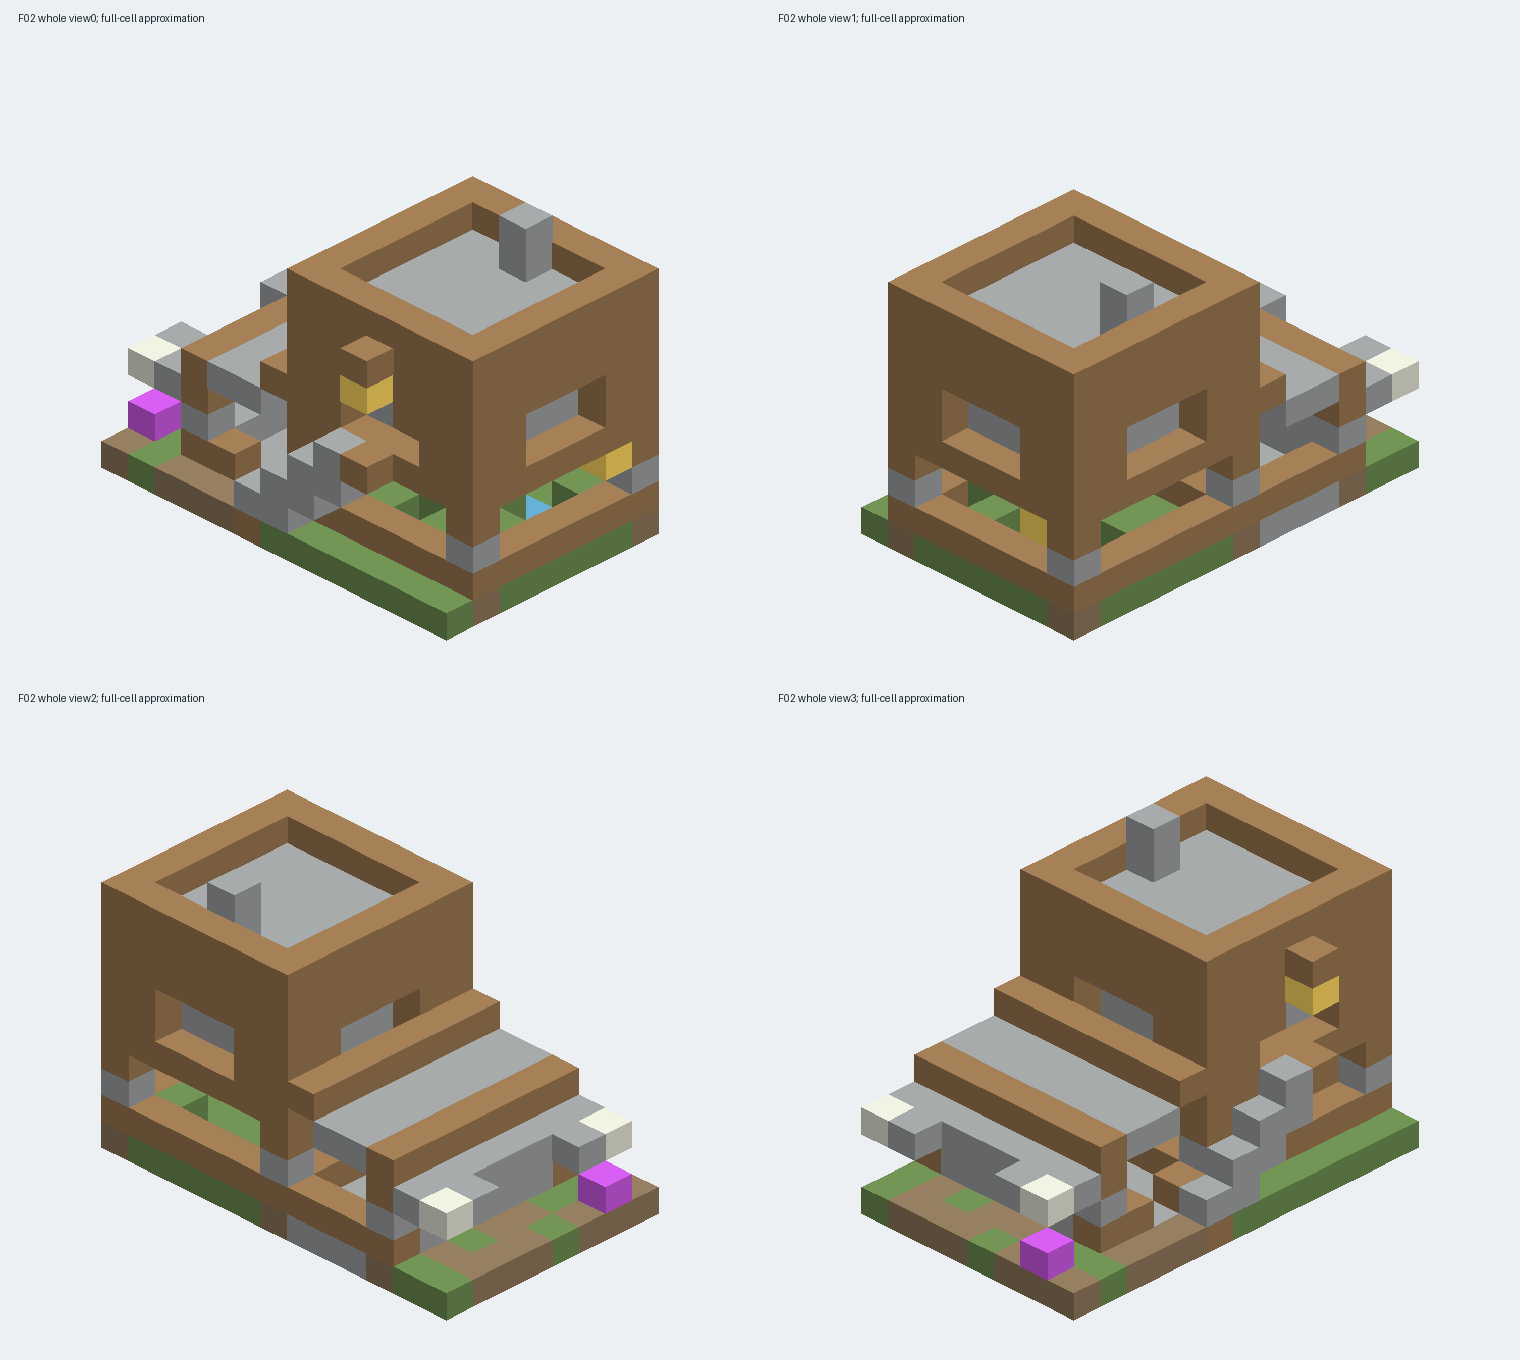 F02 whole view0; full-cell approximation
F02 whole view1; full-cell approximation
F02 whole view2; full-cell approximation
F02 whole view3; full-cell approximation